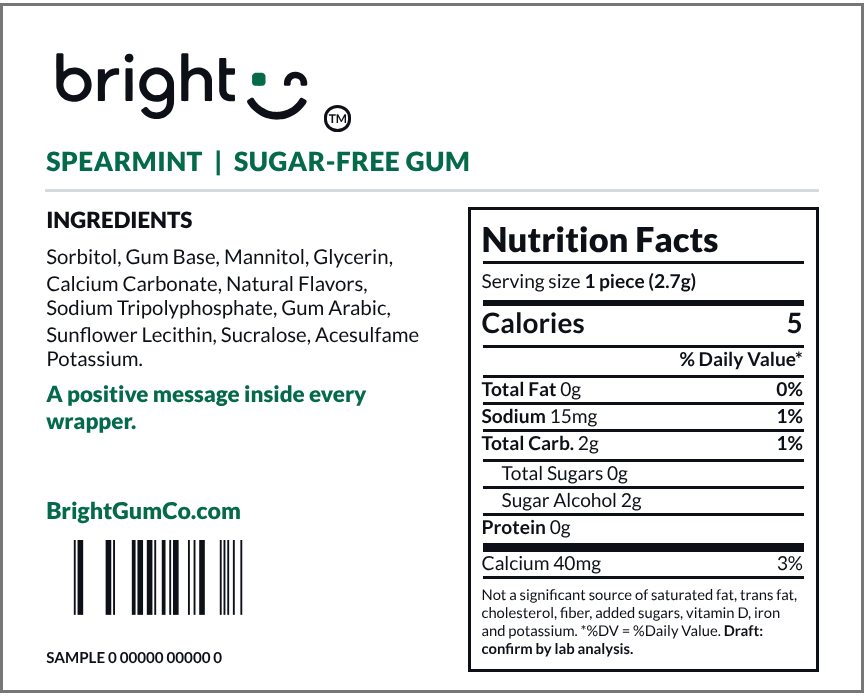 bright
TM
SPEARMINT | SUGAR-FREE GUM
INGREDIENTS
Sorbitol, Gum Base, Mannitol, Glycerin,
Calcium Carbonate, Natural Flavors,
Sodium Tripolyphosphate, Gum Arabic,
Sunflower Lecithin, Sucralose, Acesulfame
Potassium.
A positive message inside every
wrapper.
BrightGumCo.com
SAMPLE 0 00000 00000 0
Nutrition Facts
Serving size 1 piece (2.7g)
Calories 5
% Daily Value*
Total Fat 0g 0%
Sodium 15mg 1%
Total Carb. 2g 1%
Total Sugars 0g
Sugar Alcohol 2g
Protein 0g
Calcium 40mg 3%
Not a significant source of saturated fat, trans fat,
cholesterol, fiber, added sugars, vitamin D, iron
and potassium. *%DV = %Daily Value. Draft:
confirm by lab analysis.